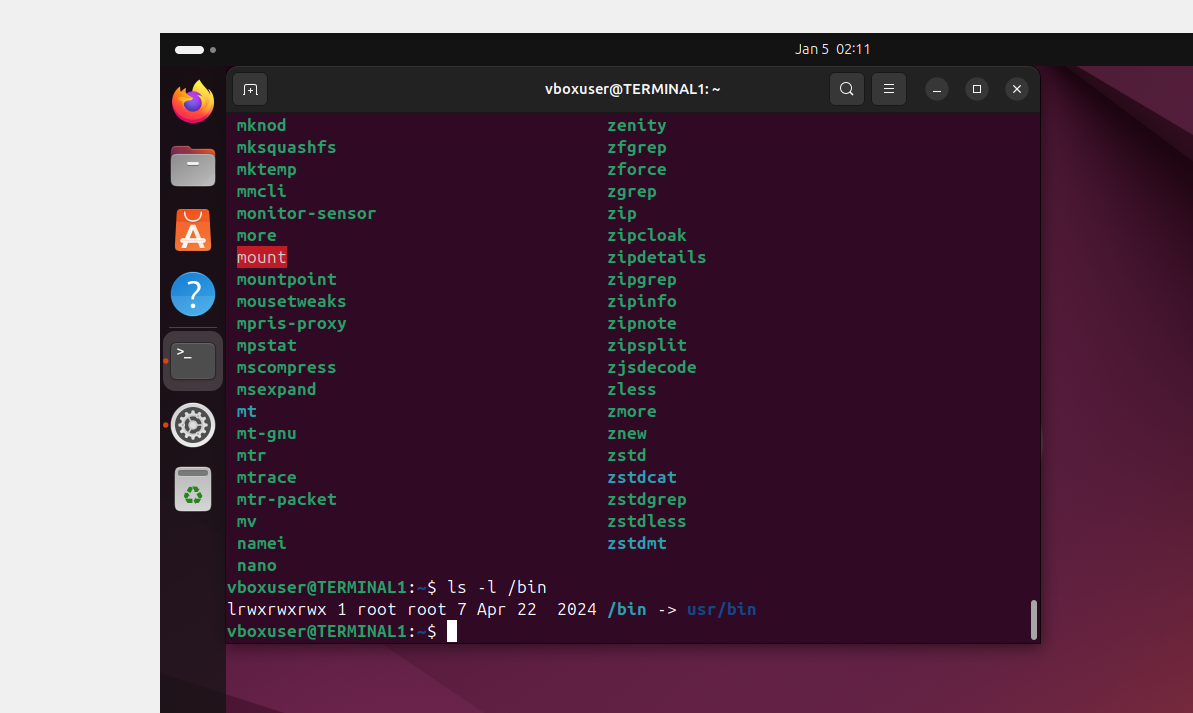 Jan 5 02:11
vboxuser@TERMINAL1: ~
mknod zenity
mksquashfs zfgrep
mktemp zforce
mmcli zgrep
monitor-sensor zip
more zipcloak
mount zipdetails
mountpoint zipgrep
mousetweaks zipinfo
mpris-proxy zipnote
mpstat zipsplit
mscompress zjsdecode
msexpand zless
mt zmore
mt-gnu znew
mtr zstd
mtrace zstdcat
mtr-packet zstdgrep
mv zstdless
namei zstdmt
nano
vboxuser@TERMINAL1:~$ ls -l /bin
lrwxrwxrwx 1 root root 7 Apr 22  2024 /bin -> usr/bin
vboxuser@TERMINAL1:~$